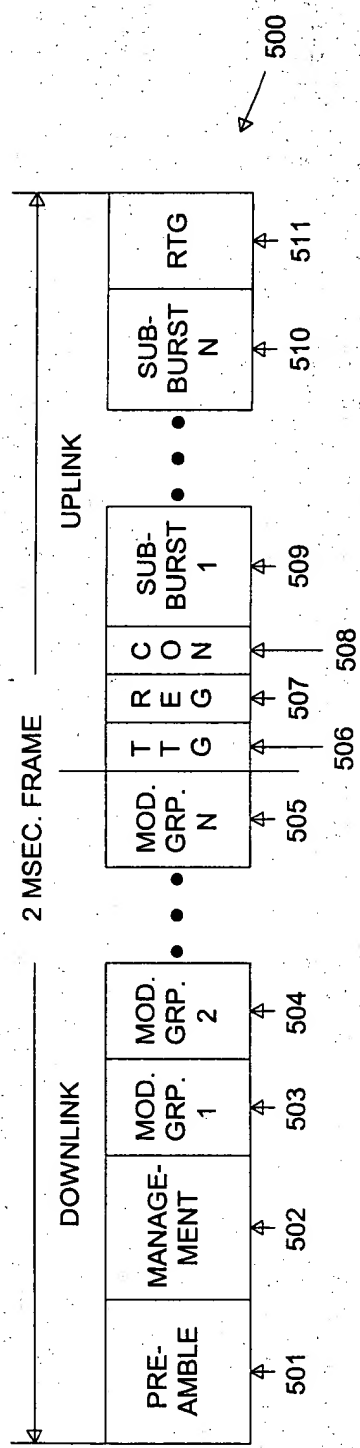 2 MSEC. FRAME
DOWNLINK
UPLINK
PRE-
AMBLE
MANAGE-
MENT
MOD.
GRP.
1
MOD.
GRP.
2
MOD.
GRP.
N
T
T
G
R
E
G
C
O
N
SUB-
BURST
1
SUB-
BURST
N
RTG
501
502
503
504
505
506
507
508
509
510
511
500